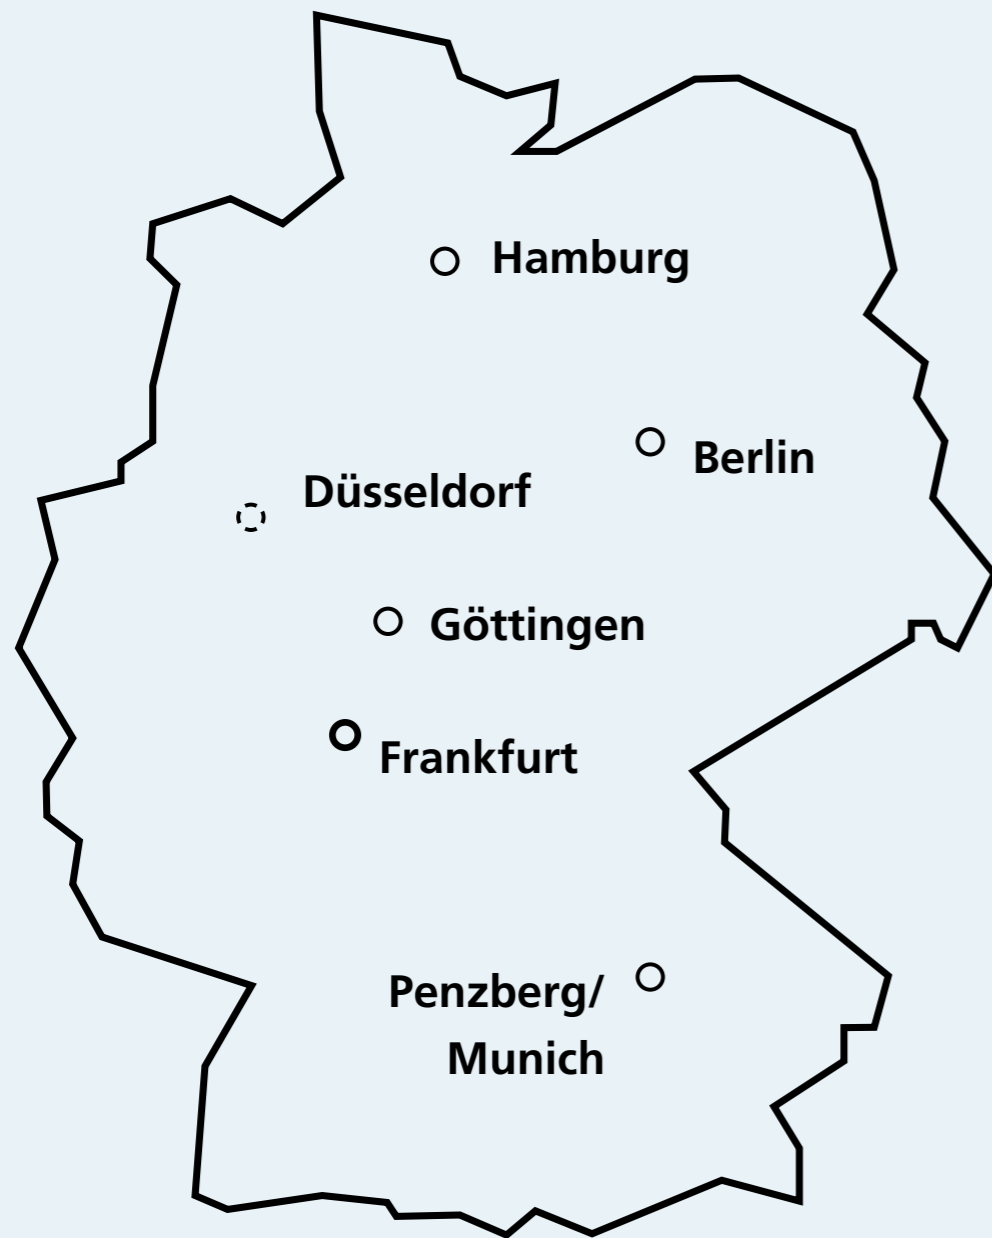 Hamburg
Berlin
Düsseldorf
Göttingen
Frankfurt
Penzberg/
Munich